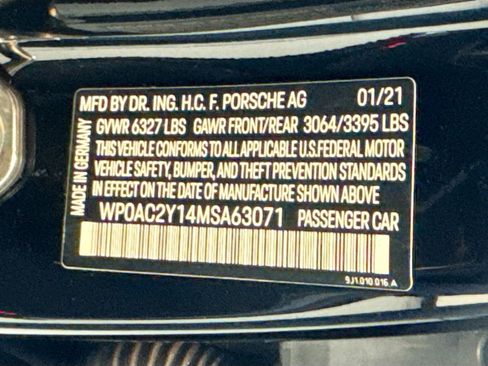 MFD BY DR. ING. H.C. F. PORSCHE AG 01/21
GVWR 6327 LBS GAWR FRONT/REAR 3064/3395 LBS
THIS VEHICLE CONFORMS TO ALL APPLICABLE U.S.FEDERAL MOTOR
VEHICLE SAFETY, BUMPER, AND THEFT PREVENTION STANDARDS
IN EFFECT ON THE DATE OF MANUFACTURE SHOWN ABOVE
WP0AC2Y14MSA63071 PASSENGER CAR
9J1.010.016.A
MADE IN GERMANY